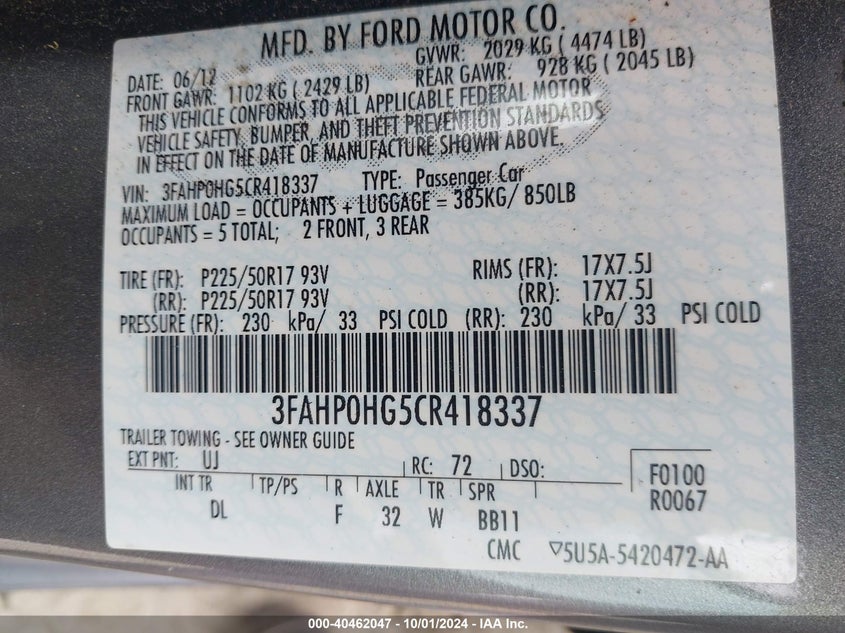 MFD. BY FORD MOTOR CO.
DATE: 06/12 GVWR: 2029 KG ( 4474 LB)
FRONT GAWR: 1102 KG ( 2429 LB) REAR GAWR: 928 KG ( 2045 LB)
THIS VEHICLE CONFORMS TO ALL APPLICABLE FEDERAL MOTOR
VEHICLE SAFETY, BUMPER, AND THEFT PREVENTION STANDARDS
IN EFFECT ON THE DATE OF MANUFACTURE SHOWN ABOVE.
VIN: 3FAHP0HG5CR418337 TYPE: Passenger Car
MAXIMUM LOAD = OCCUPANTS + LUGGAGE = 385KG/ 850LB
OCCUPANTS = 5 TOTAL; 2 FRONT, 3 REAR
TIRE (FR): P225/50R17 93V RIMS (FR): 17X7.5J
(RR): P225/50R17 93V (RR): 17X7.5J
PRESSURE (FR): 230 kPa/ 33 PSI COLD (RR): 230 kPa/ 33 PSI COLD
3FAHP0HG5CR418337
TRAILER TOWING - SEE OWNER GUIDE
EXT PNT: UJ RC: 72 DSO: F0100
INT TR TP/PS R AXLE TR SPR R0067
DL F 32 W BB11
CMC ▽5U5A-5420472-AA
000-40462047 - 10/01/2024 - IAA Inc.